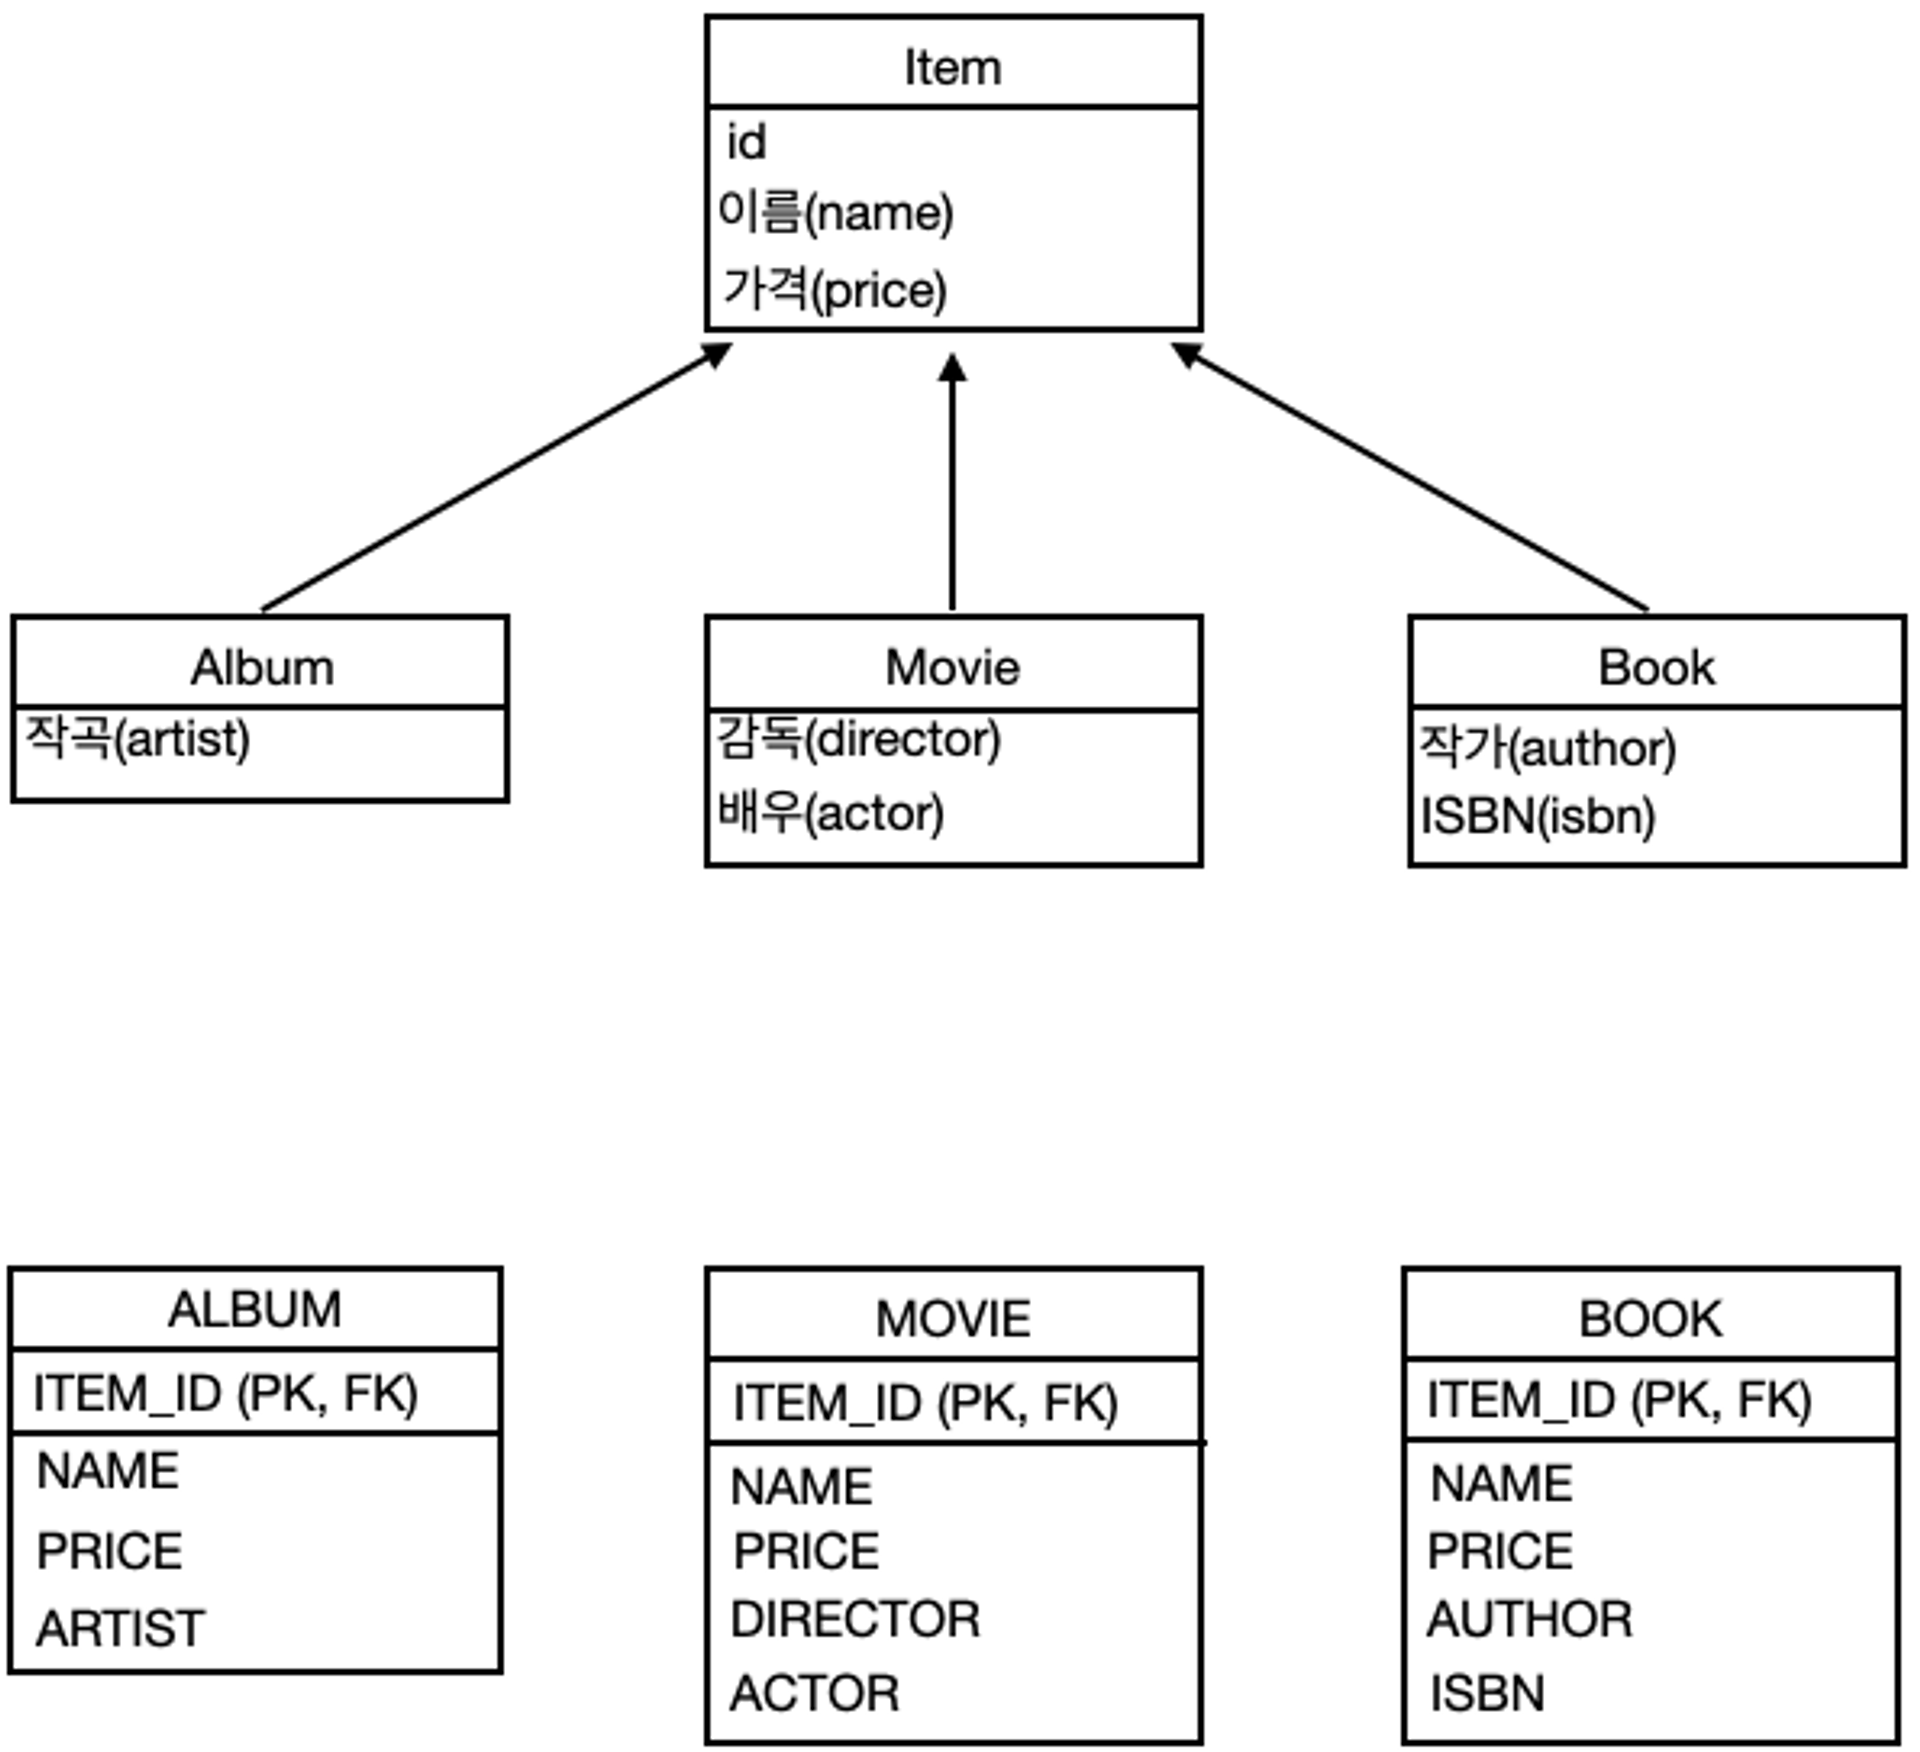 Item
id
이름(name)
가격(price)
Album
작곡(artist)
Movie
감독(director)
배우(actor)
Book
작가(author)
ISBN(isbn)
ALBUM
ITEM_ID (PK, FK)
NAME
PRICE
ARTIST
MOVIE
ITEM_ID (PK, FK)
NAME
PRICE
DIRECTOR
ACTOR
BOOK
ITEM_ID (PK, FK)
NAME
PRICE
AUTHOR
ISBN